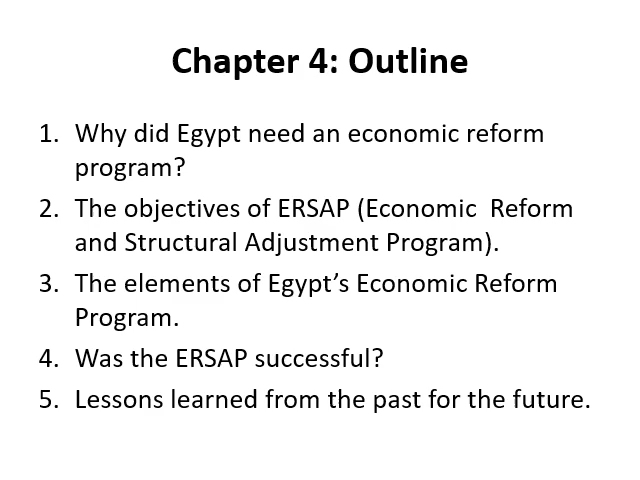 Chapter 4: Outline
1. Why did Egypt need an economic reform
program?
2. The objectives of ERSAP (Economic  Reform
and Structural Adjustment Program).
3. The elements of Egypt’s Economic Reform
Program.
4. Was the ERSAP successful?
5. Lessons learned from the past for the future.